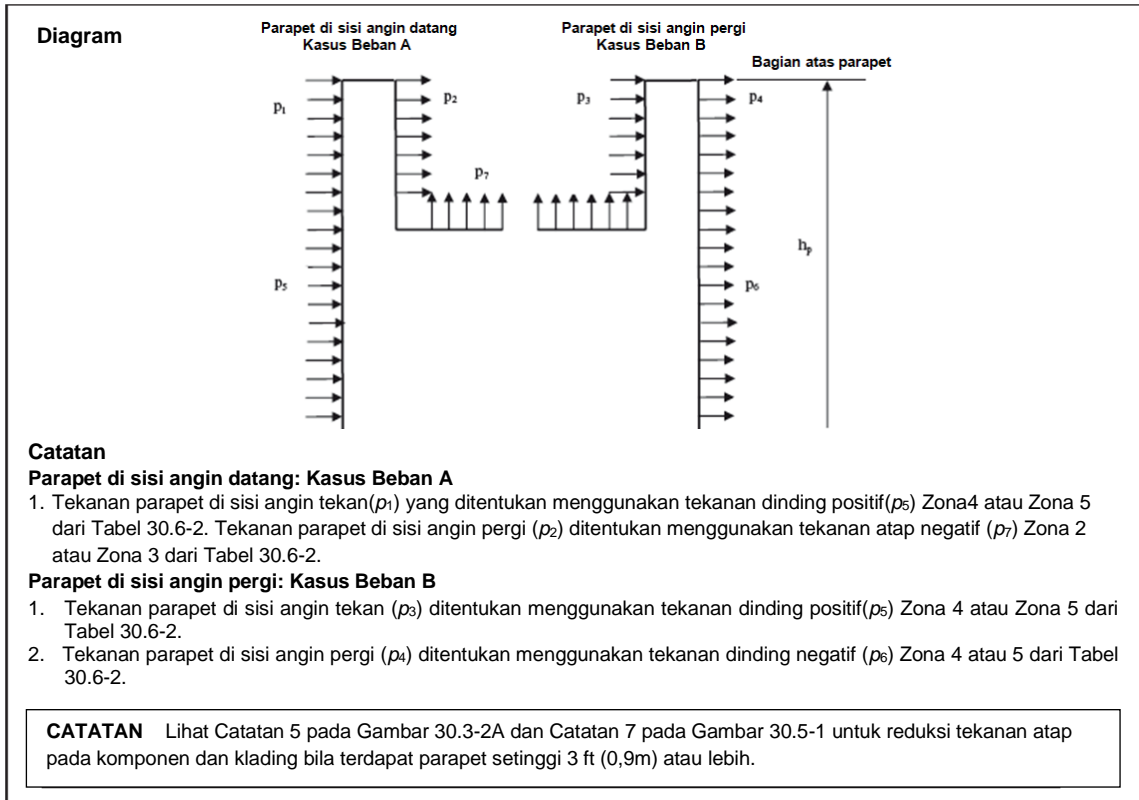 Diagram
Parapet di sisi angin datang
Kasus Beban A
Parapet di sisi angin pergi
Kasus Beban B
Bagian atas parapet
p₁
p₂
p₃
p₄
p₇
hₚ
p₅
p₆
Catatan
Parapet di sisi angin datang: Kasus Beban A
1. Tekanan parapet di sisi angin tekan(p₁) yang ditentukan menggunakan tekanan dinding positif(p₅) Zona4 atau Zona 5
dari Tabel 30.6-2. Tekanan parapet di sisi angin pergi (p₂) ditentukan menggunakan tekanan atap negatif (p₇) Zona 2
atau Zona 3 dari Tabel 30.6-2.
Parapet di sisi angin pergi: Kasus Beban B
1. Tekanan parapet di sisi angin tekan (p₃) ditentukan menggunakan tekanan dinding positif(p₅) Zona 4 atau Zona 5 dari
Tabel 30.6-2.
2. Tekanan parapet di sisi angin pergi (p₄) ditentukan menggunakan tekanan dinding negatif (p₆) Zona 4 atau 5 dari Tabel
30.6-2.
CATATAN Lihat Catatan 5 pada Gambar 30.3-2A dan Catatan 7 pada Gambar 30.5-1 untuk reduksi tekanan atap
pada komponen dan klading bila terdapat parapet setinggi 3 ft (0,9m) atau lebih.